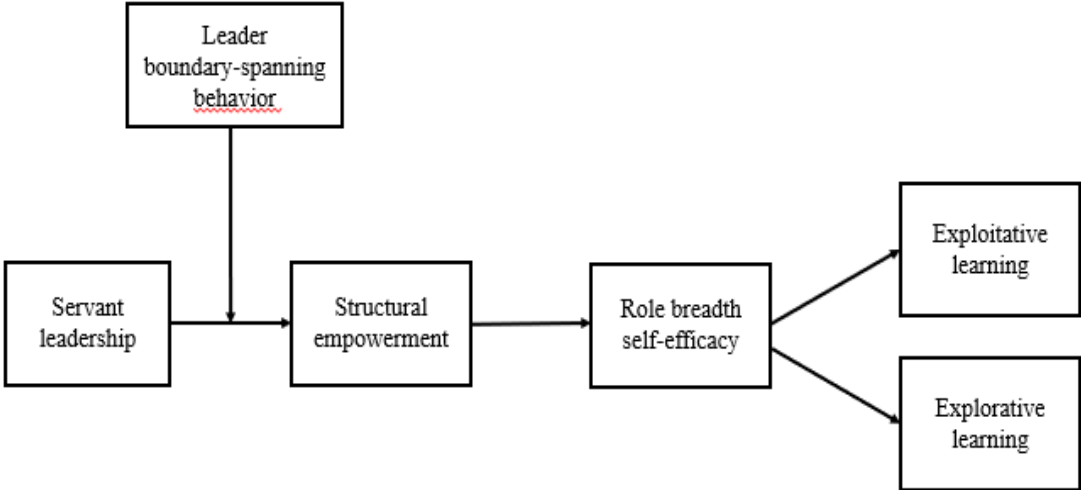 Leader
boundary-spanning
behavior
Servant
leadership
Structural
empowerment
Role breadth
self-efficacy
Exploitative
learning
Explorative
learning